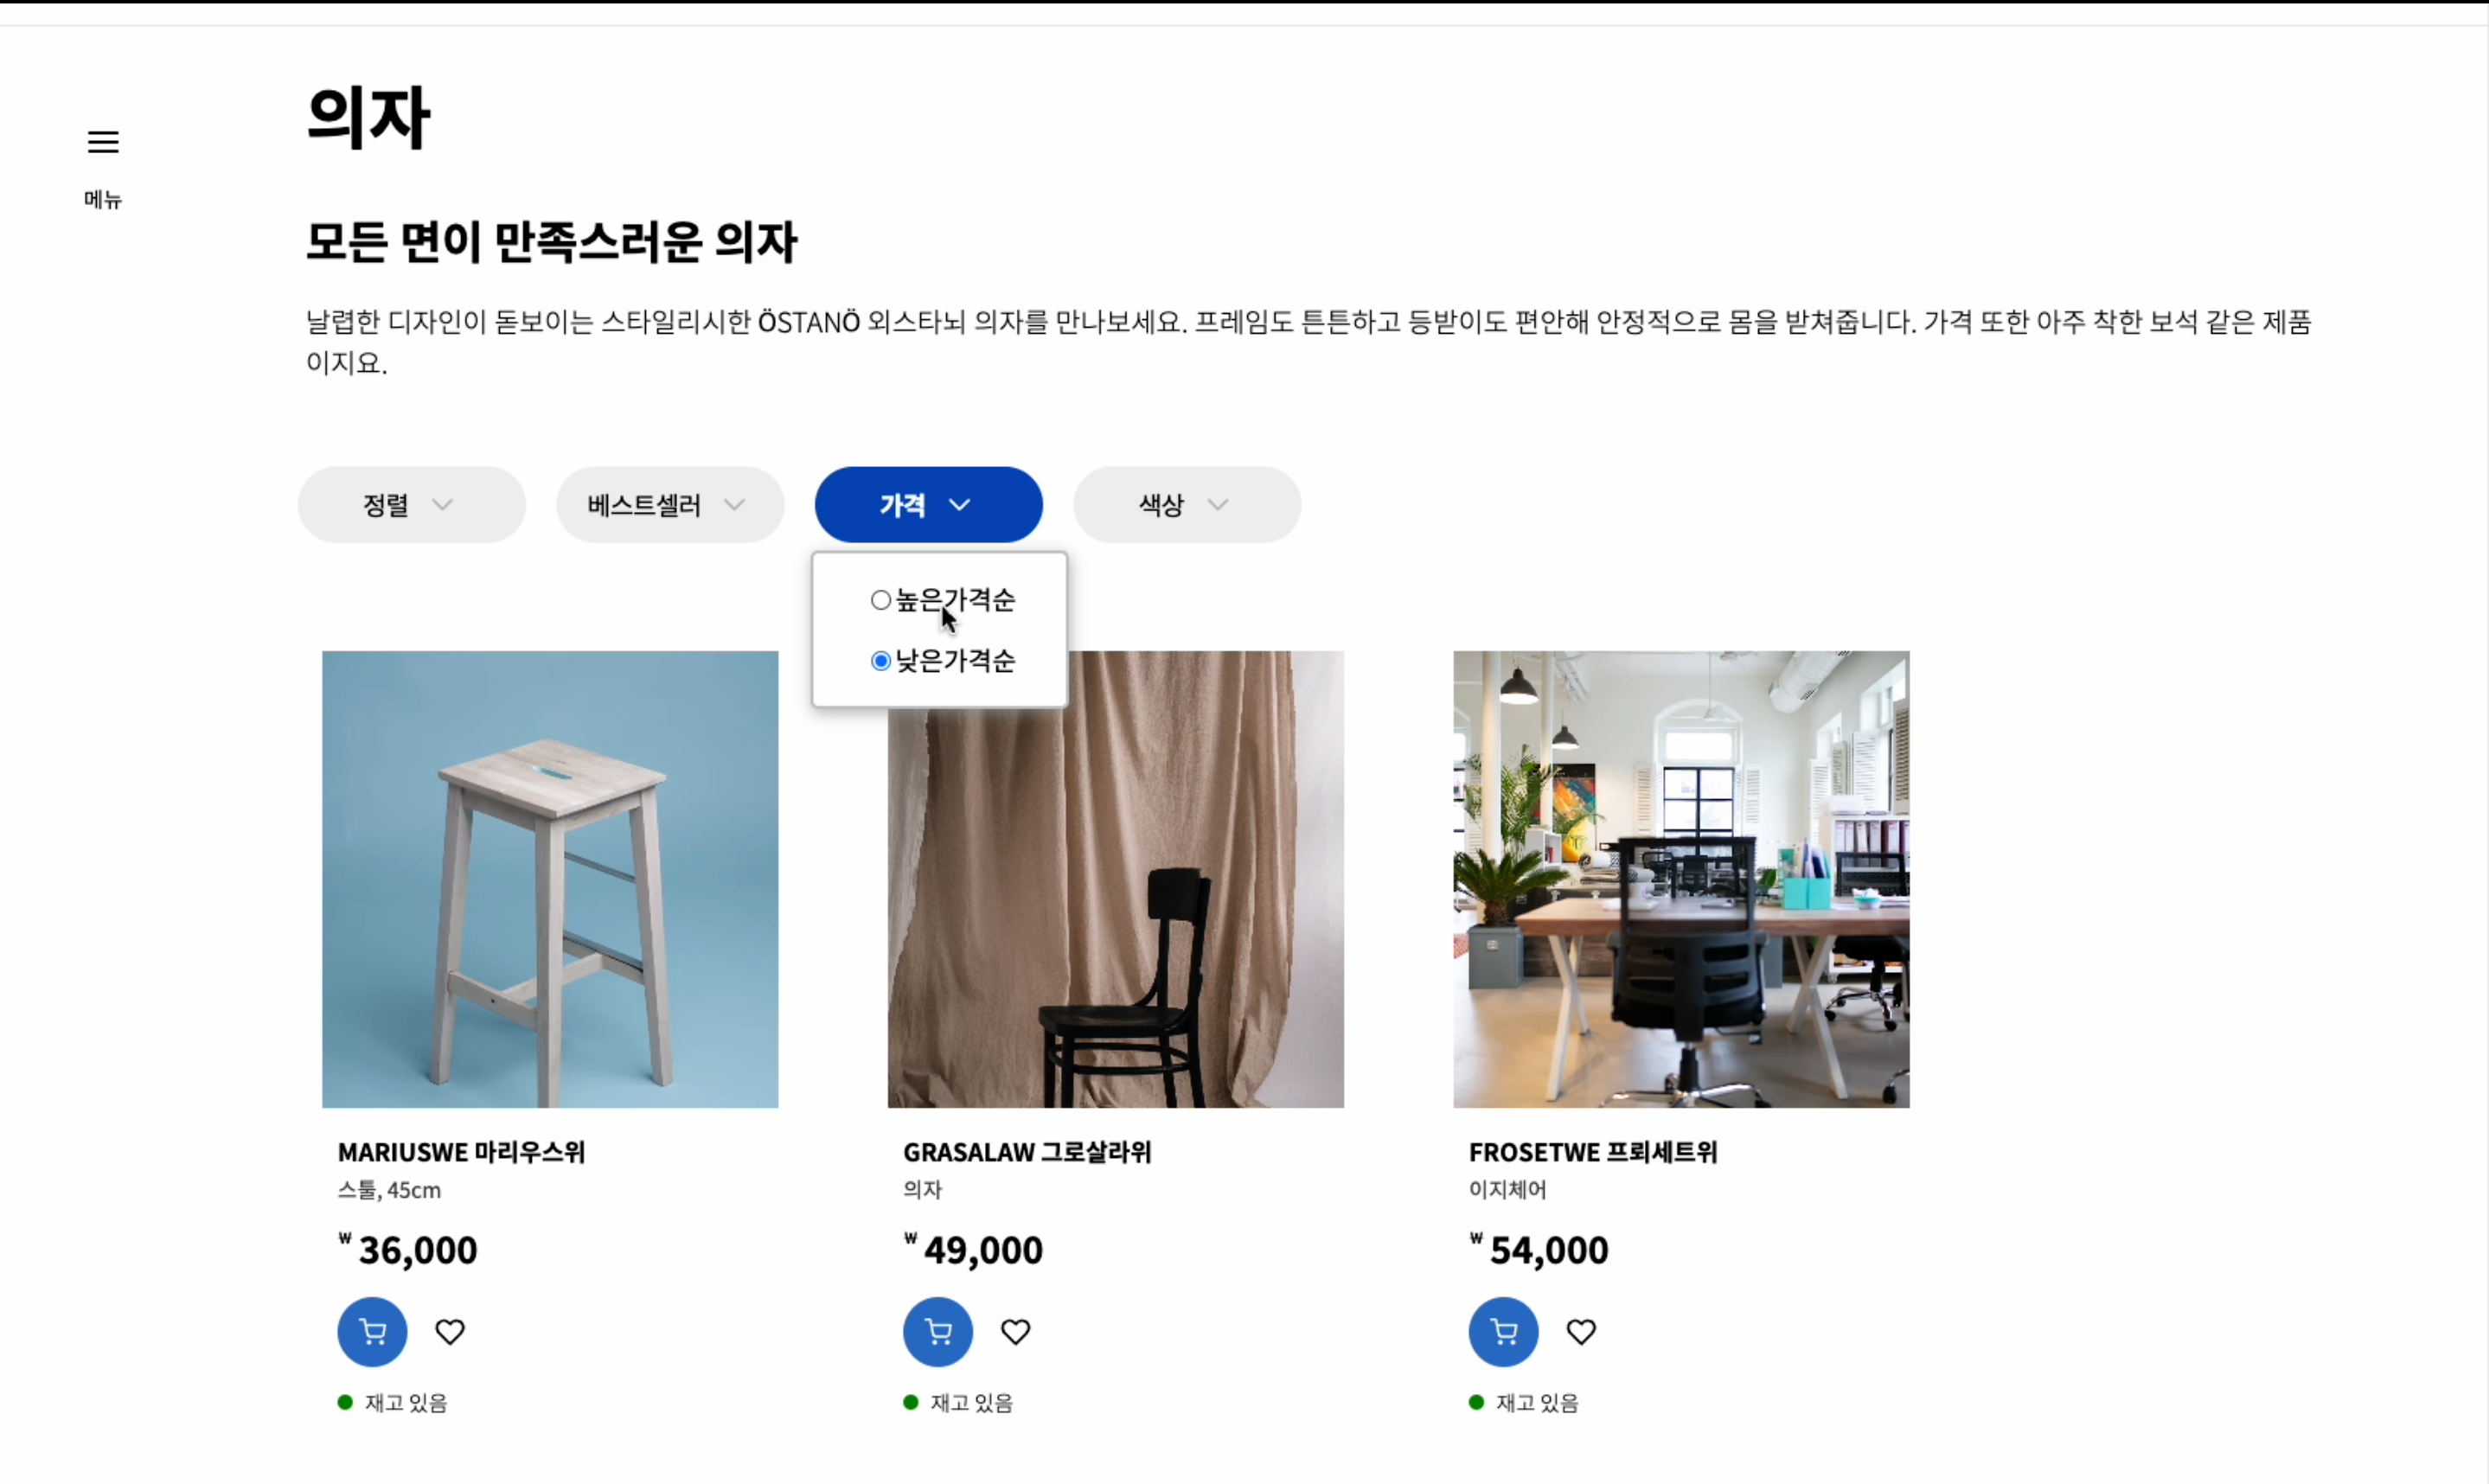 의자
메뉴
모든 면이 만족스러운 의자
날렵한 디자인이 돋보이는 스타일리시한 ÖSTANÖ 외스타뇌 의자를 만나보세요. 프레임도 튼튼하고 등받이도 편안해 안정적으로 몸을 받쳐줍니다. 가격 또한 아주 착한 보석 같은 제품
이지요.
정렬 베스트셀러 가격 색상
높은가격순
낮은가격순
MARIUSWE 마리우스위
스툴, 45cm
₩ 36,000
재고 있음
GRASALAW 그로살라위
의자
₩ 49,000
재고 있음
FROSETWE 프뢰세트위
이지체어
₩ 54,000
재고 있음